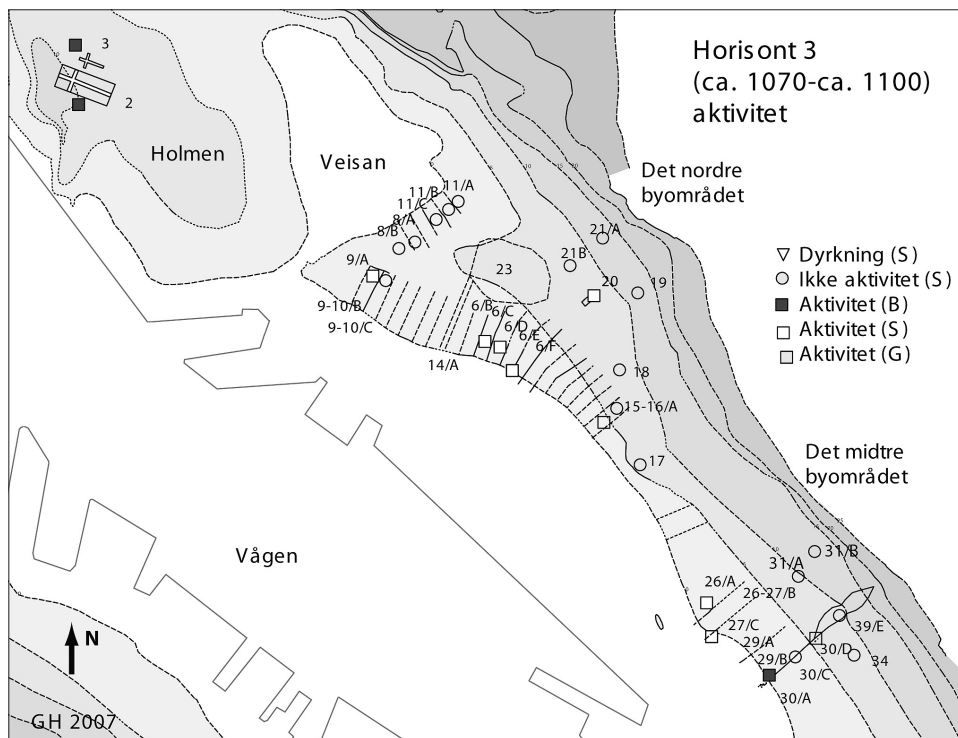 Horisont 3
(ca. 1070-ca. 1100)
aktivitet
3
2
Holmen
Veisan
Det nordre
byområdet
11/B
11/A
11/C
8/A
8/B
21/A
21B
9/A
23
20
19
Dyrkning (S)
Ikke aktivitet (S)
Aktivitet (B)
Aktivitet (S)
Aktivitet (G)
9-10/B
9-10/C
6/B
6/C
6/D
6/E
6/F
14/A
18
15-16/A
17
Det midtre
byområdet
Vågen
31/B
31/A
26/A
26-27/B
27/C
29/A
29/B
39/E
30/D
30/C
34
30/A
N
GH 2007